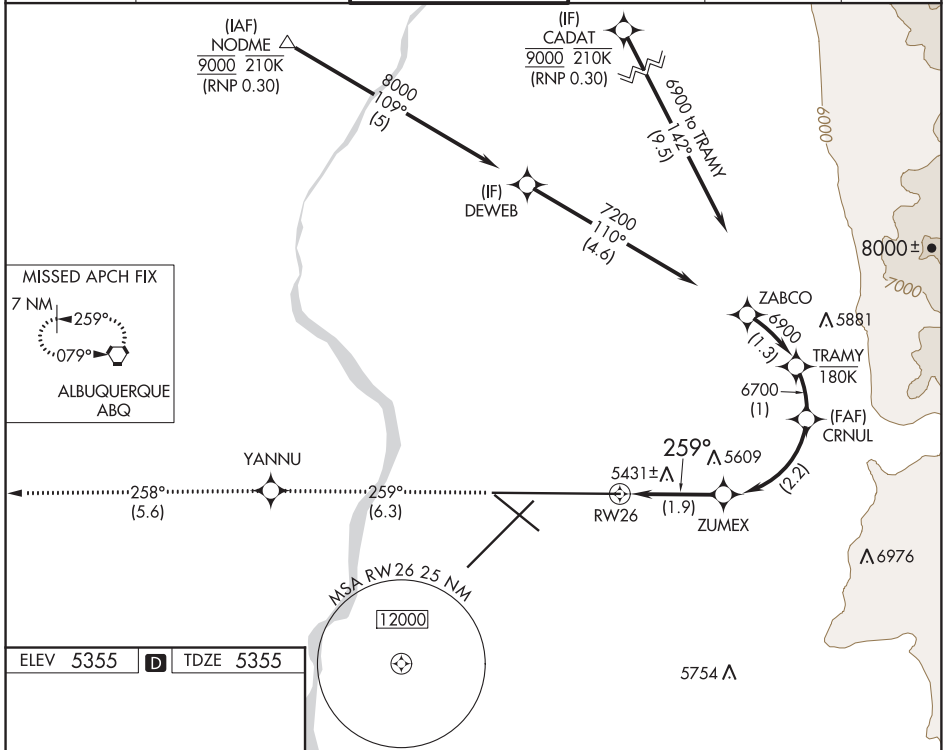 (IAF)
NODME
9000 210K
(RNP 0.30)
8000
109°
(5)
(IF)
CADAT
9000 210K
(RNP 0.30)
6900 to TRAMY
142°
(9.5)
6000
(IF)
DEWEB
7200
110°
(4.6)
8000±
7000
MISSED APCH FIX
7 NM
259°
079°
ALBUQUERQUE
ABQ
ZABCO
6900
(1.3)
5881
TRAMY
180K
6700
(1)
(FAF)
CRNUL
(2.2)
YANNU
258°
(5.6)
259°
(6.3)
5431±
259°
5609
(1.9)
RW26
ZUMEX
6976
MSA RW26 25 NM
12000
5754
ELEV 5355 D TDZE 5355